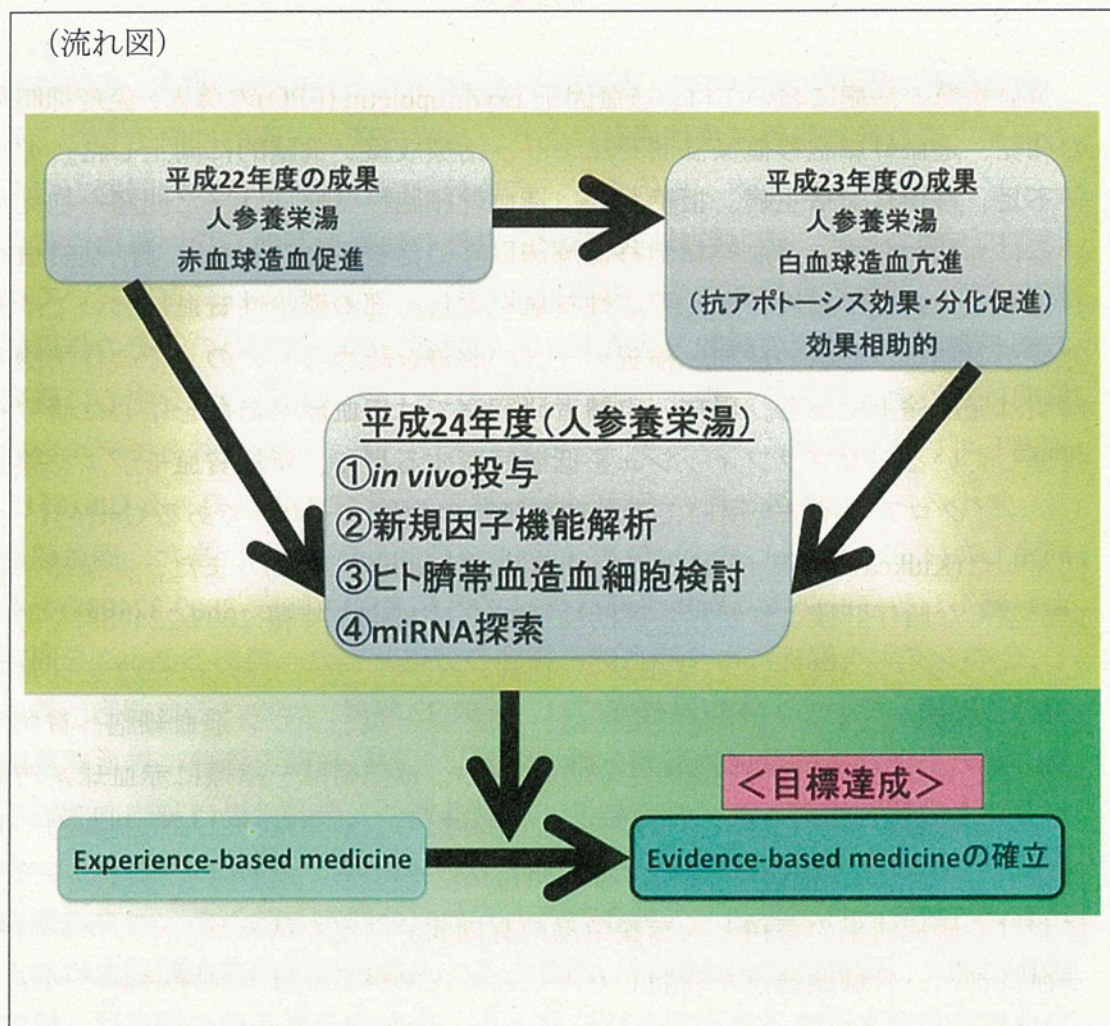 （流れ図）
平成22年度の成果
人参養栄湯
赤血球造血促進
平成23年度の成果
人参養栄湯
白血球造血亢進
（抗アポトーシス効果・分化促進）
効果相助的
平成24年度（人参養栄湯）
①in vivo投与
②新規因子機能解析
③ヒト臍帯血造血細胞検討
④miRNA探索
＜目標達成＞
Experience-based medicine
Evidence-based medicineの確立